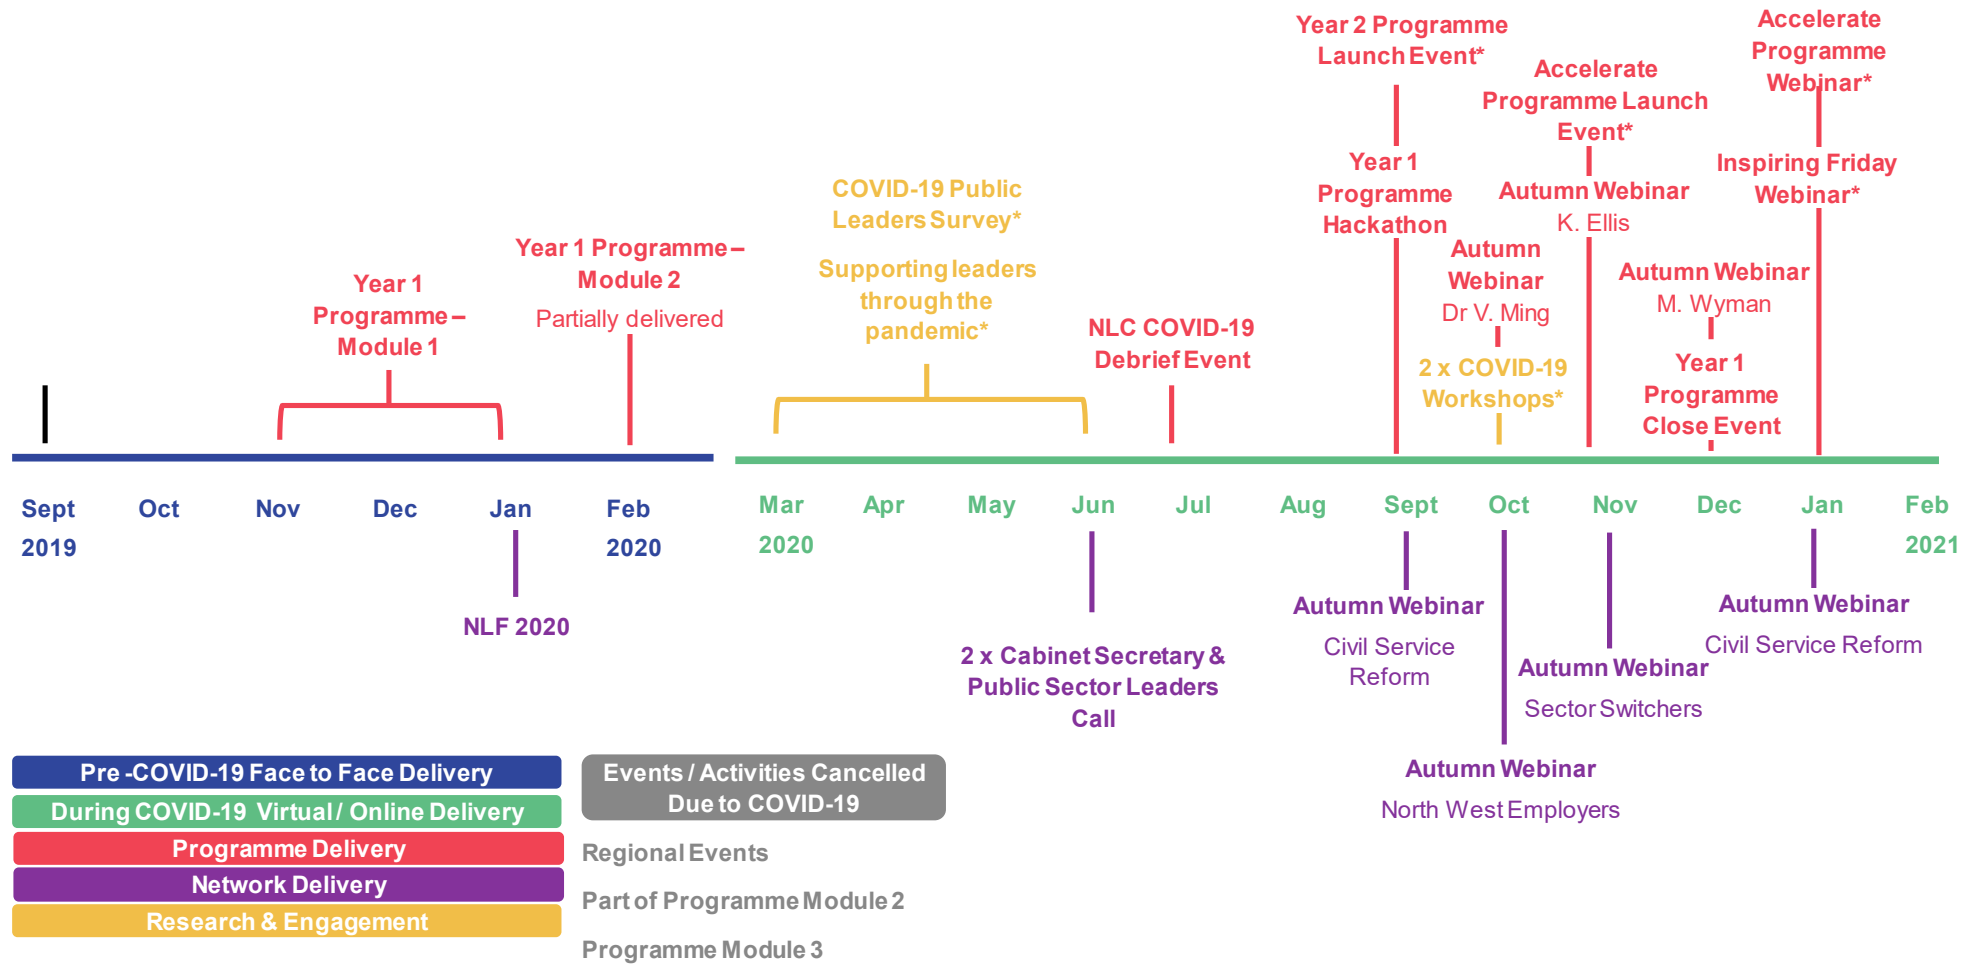 Year 2 Programme
Launch Event*
Accelerate
Programme
Webinar*
Accelerate
Programme Launch
Event*
Year 1
Programme
Hackathon
Inspiring Friday
Webinar*
COVID-19 Public
Leaders Survey*
Autumn Webinar
K. Ellis
Year 1 Programme –
Module 2
Partially delivered
Supporting leaders
through the
pandemic*
Autumn
Webinar
Dr V. Ming
Autumn Webinar
M. Wyman
Year 1
Programme –
Module 1
NLC COVID-19
Debrief Event
2 x COVID-19
Workshops*
Year 1
Programme
Close Event
Sept
2019
Oct
Nov
Dec
Jan
Feb
2020
Mar
2020
Apr
May
Jun
Jul
Aug
Sept
Oct
Nov
Dec
Jan
Feb
2021
NLF 2020
2 x Cabinet Secretary &
Public Sector Leaders
Call
Autumn Webinar
Civil Service
Reform
Autumn Webinar
North West Employers
Autumn Webinar
Sector Switchers
Autumn Webinar
Civil Service Reform
Pre -COVID-19 Face to Face Delivery
During COVID-19 Virtual / Online Delivery
Programme Delivery
Network Delivery
Research & Engagement
Events / Activities Cancelled
Due to COVID-19
Regional Events
Part of Programme Module 2
Programme Module 3